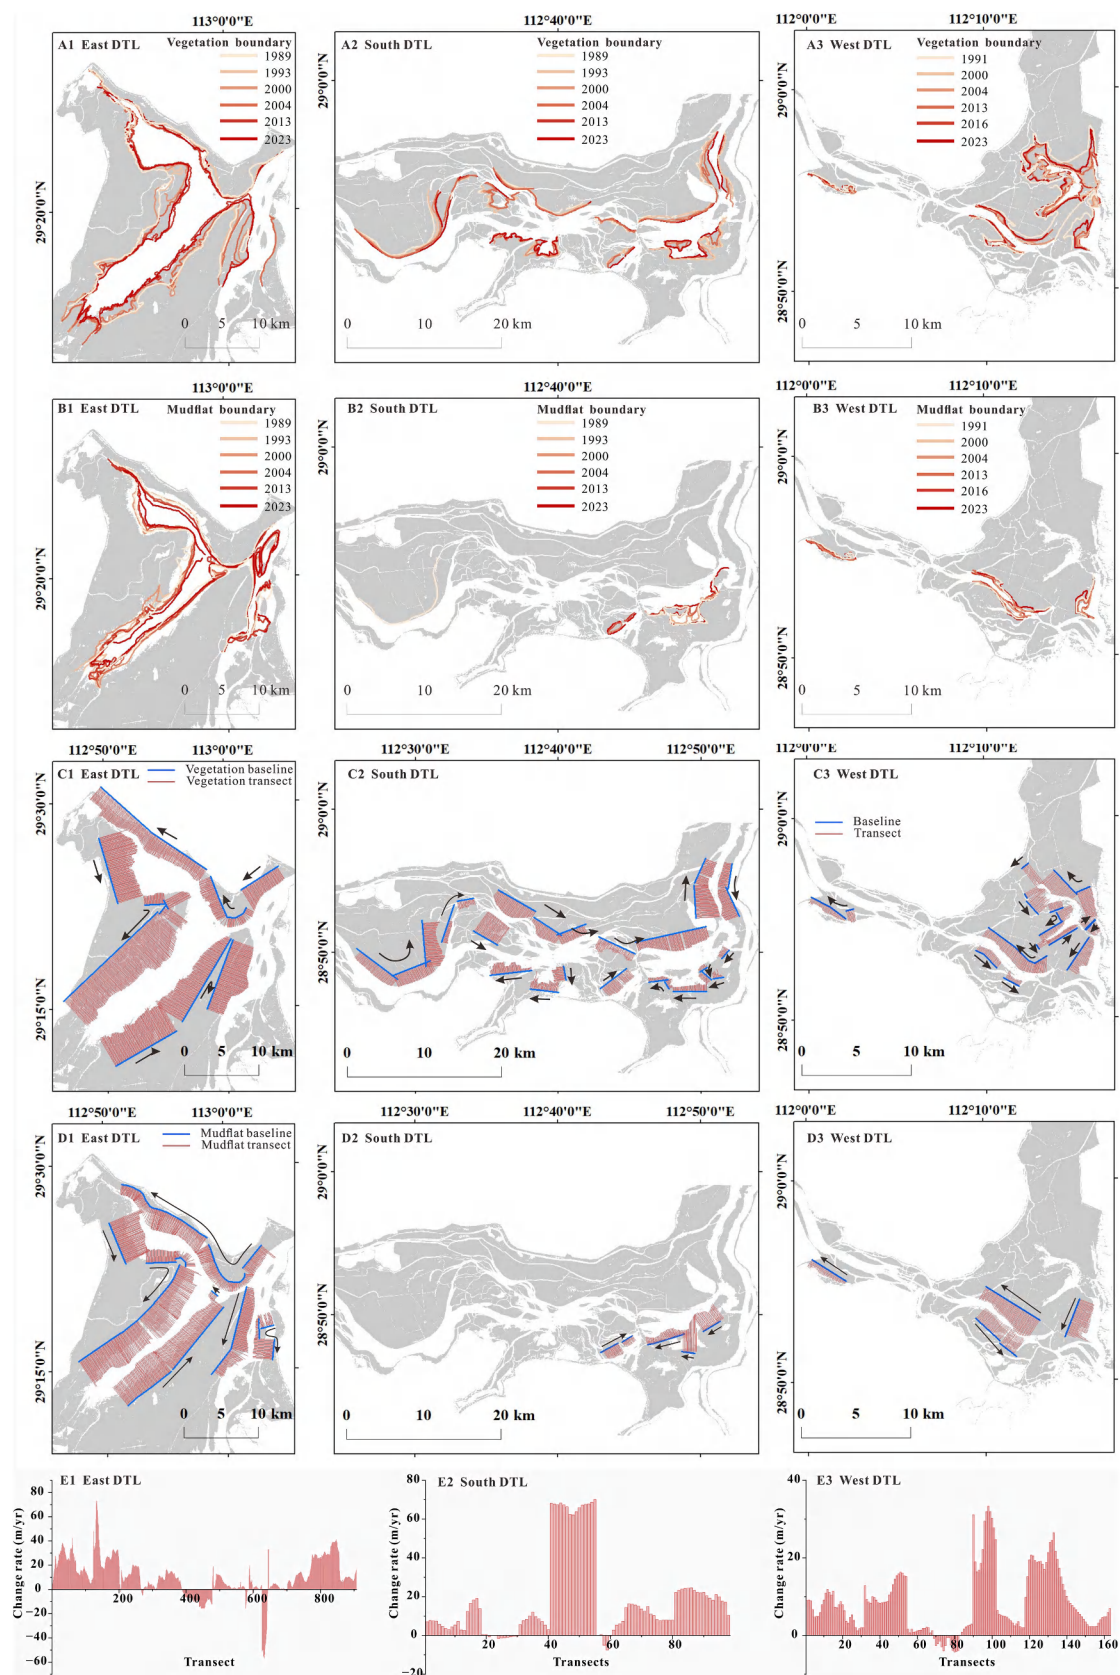 113°0'0"E
112°40'0"E
112°0'0"E
112°10'0"E
A1 East DTL
Vegetation boundary
1989
1993
2000
2004
2013
2023
29°20'0"N
0 5 10 km
A2 South DTL
Vegetation boundary
1989
1993
2000
2004
2013
2023
29°0'0"N
0 10 20 km
A3 West DTL
Vegetation boundary
1991
2000
2004
2013
2016
2023
29°0'0"N
28°50'0"N
0 5 10 km
113°0'0"E
112°40'0"E
112°0'0"E
112°10'0"E
B1 East DTL
Mudflat boundary
1989
1993
2000
2004
2013
2023
29°20'0"N
0 5 10 km
B2 South DTL
Mudflat boundary
1989
1993
2000
2004
2013
2023
29°0'0"N
0 10 20 km
B3 West DTL
Mudflat boundary
1991
2000
2004
2013
2016
2023
29°0'0"N
28°50'0"N
0 5 10 km
112°50'0"E
113°0'0"E
112°30'0"E
112°40'0"E
112°50'0"E
112°0'0"E
112°10'0"E
C1 East DTL
Vegetation baseline
Vegetation transect
29°30'0"N
29°15'0"N
0 5 10 km
C2 South DTL
29°0'0"N
28°50'0"N
0 10 20 km
C3 West DTL
Baseline
Transect
29°0'0"N
28°50'0"N
0 5 10 km
112°50'0"E
113°0'0"E
112°30'0"E
112°40'0"E
112°50'0"E
112°0'0"E
112°10'0"E
D1 East DTL
Mudflat baseline
Mudflat transect
29°30'0"N
29°15'0"N
0 5 10 km
D2 South DTL
29°0'0"N
28°50'0"N
0 10 20 km
D3 West DTL
29°0'0"N
28°50'0"N
0 5 10 km
E1 East DTL
Change rate (m/yr)
80
60
40
20
0
−20
−40
−60
200 400 600 800
Transect
E2 South DTL
Change rate (m/yr)
80
60
40
20
0
−20
20 40 60 80
Transects
E3 West DTL
Change rate (m/yr)
40
20
0
20 40 60 80 100 120 140 160
Transects